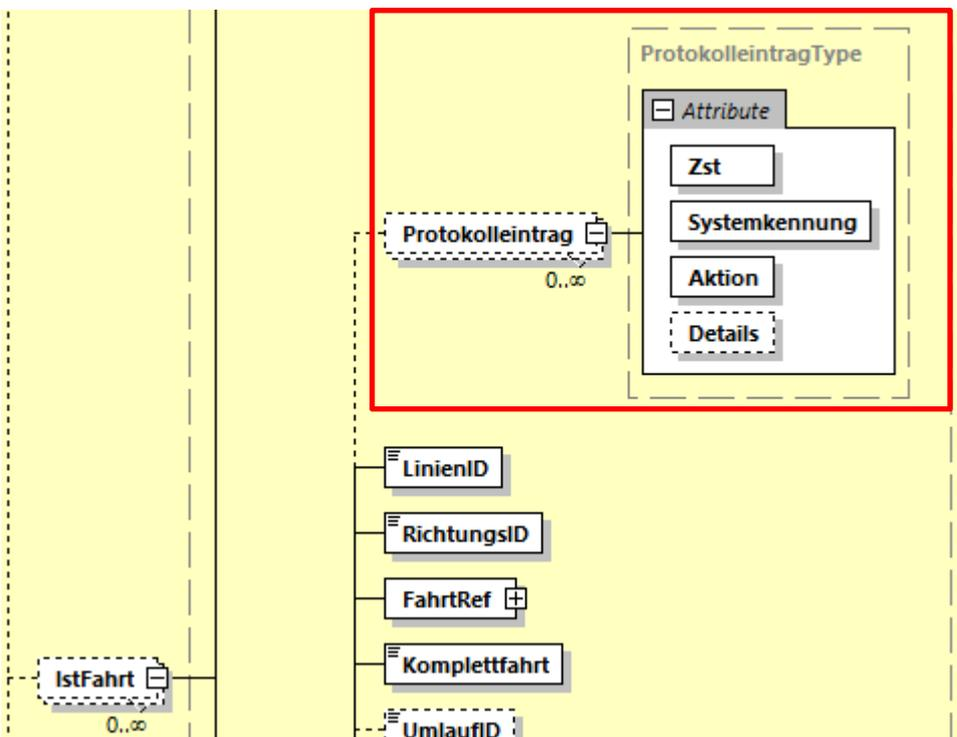 ProtokolleintragType
Attribute
Zst
Systemkennung
Protokolleintrag
0..∞
Aktion
Details
LinienID
RichtungsID
FahrtRef
Komplettfahrt
IstFahrt
0..∞
UmlaufID